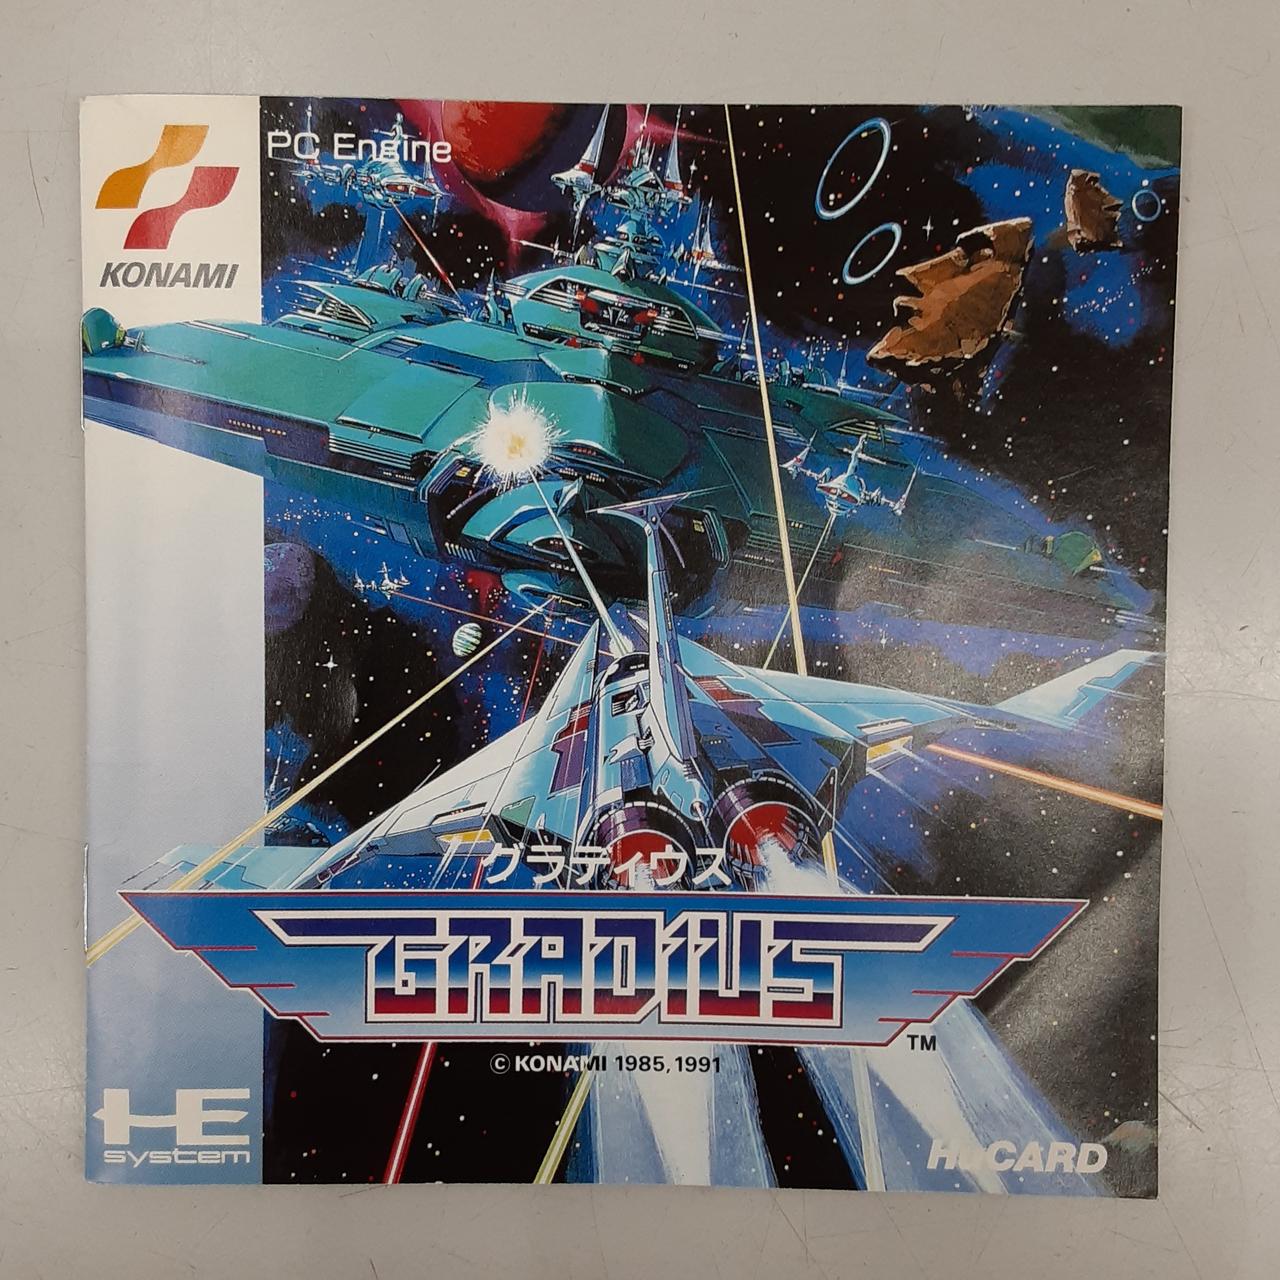 PC Engine
KONAMI
グラディウス
GRADIUS
TM
© KONAMI 1985,1991
HE
system
HuCARD